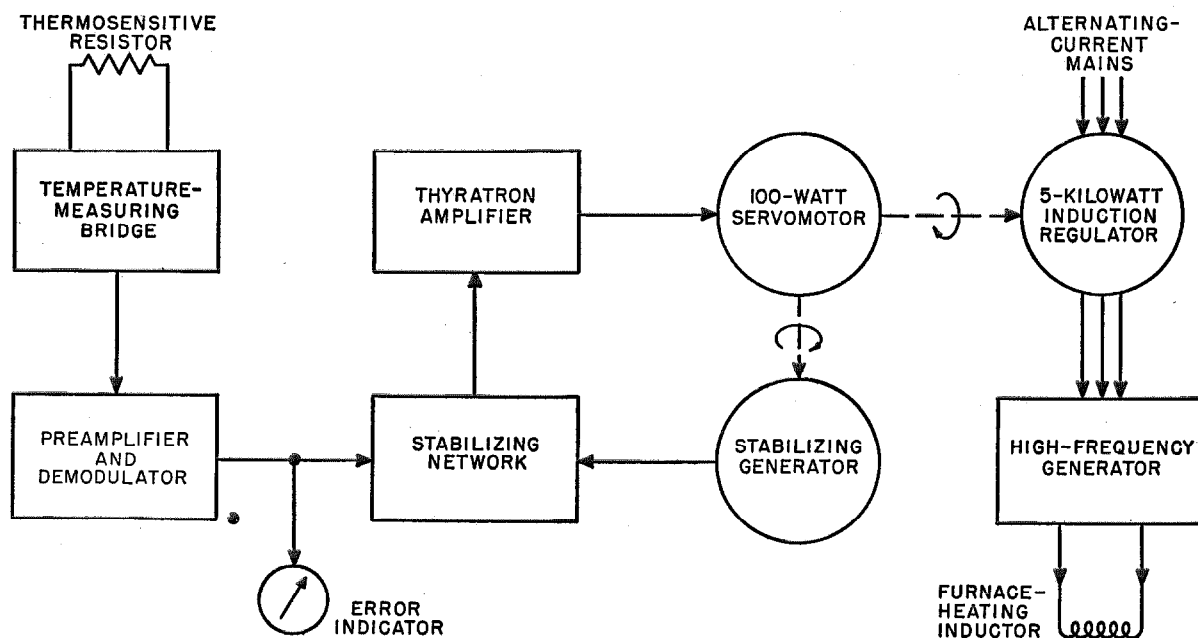 THERMOSENSITIVE
RESISTOR
ALTERNATING-
CURRENT
MAINS
TEMPERATURE-
MEASURING
BRIDGE
THYRATRON
AMPLIFIER
100-WATT
SERVOMOTOR
5-KILOWATT
INDUCTION
REGULATOR
PREAMPLIFIER
AND
DEMODULATOR
STABILIZING
NETWORK
STABILIZING
GENERATOR
HIGH-FREQUENCY
GENERATOR
ERROR
INDICATOR
FURNACE-
HEATING
INDUCTOR